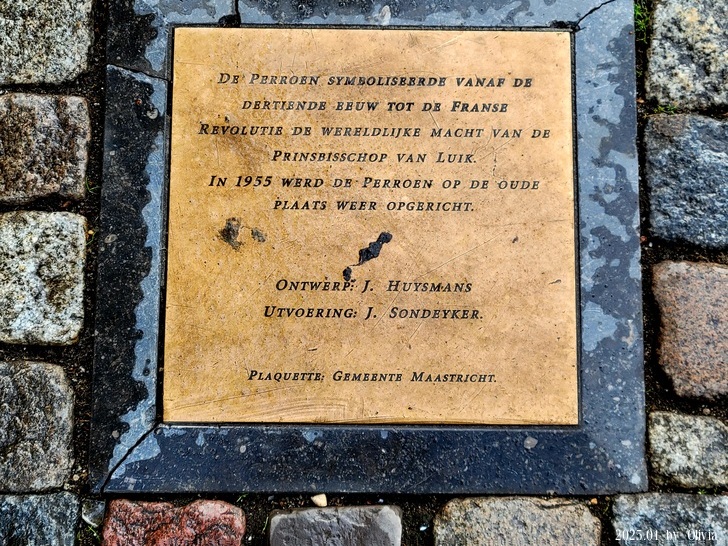 De Perroen symboliseerde vanaf de
dertiende eeuw tot de Franse
Revolutie de wereldlijke macht van de
Prinsbisschop van Luik.
In 1955 werd de Perroen op de oude
plaats weer opgericht.
Ontwerp: J. Huysmans
Utvoering: J. Sondeyker.
Plaquette: Gemeente Maastricht.
2025.01 by Olivia